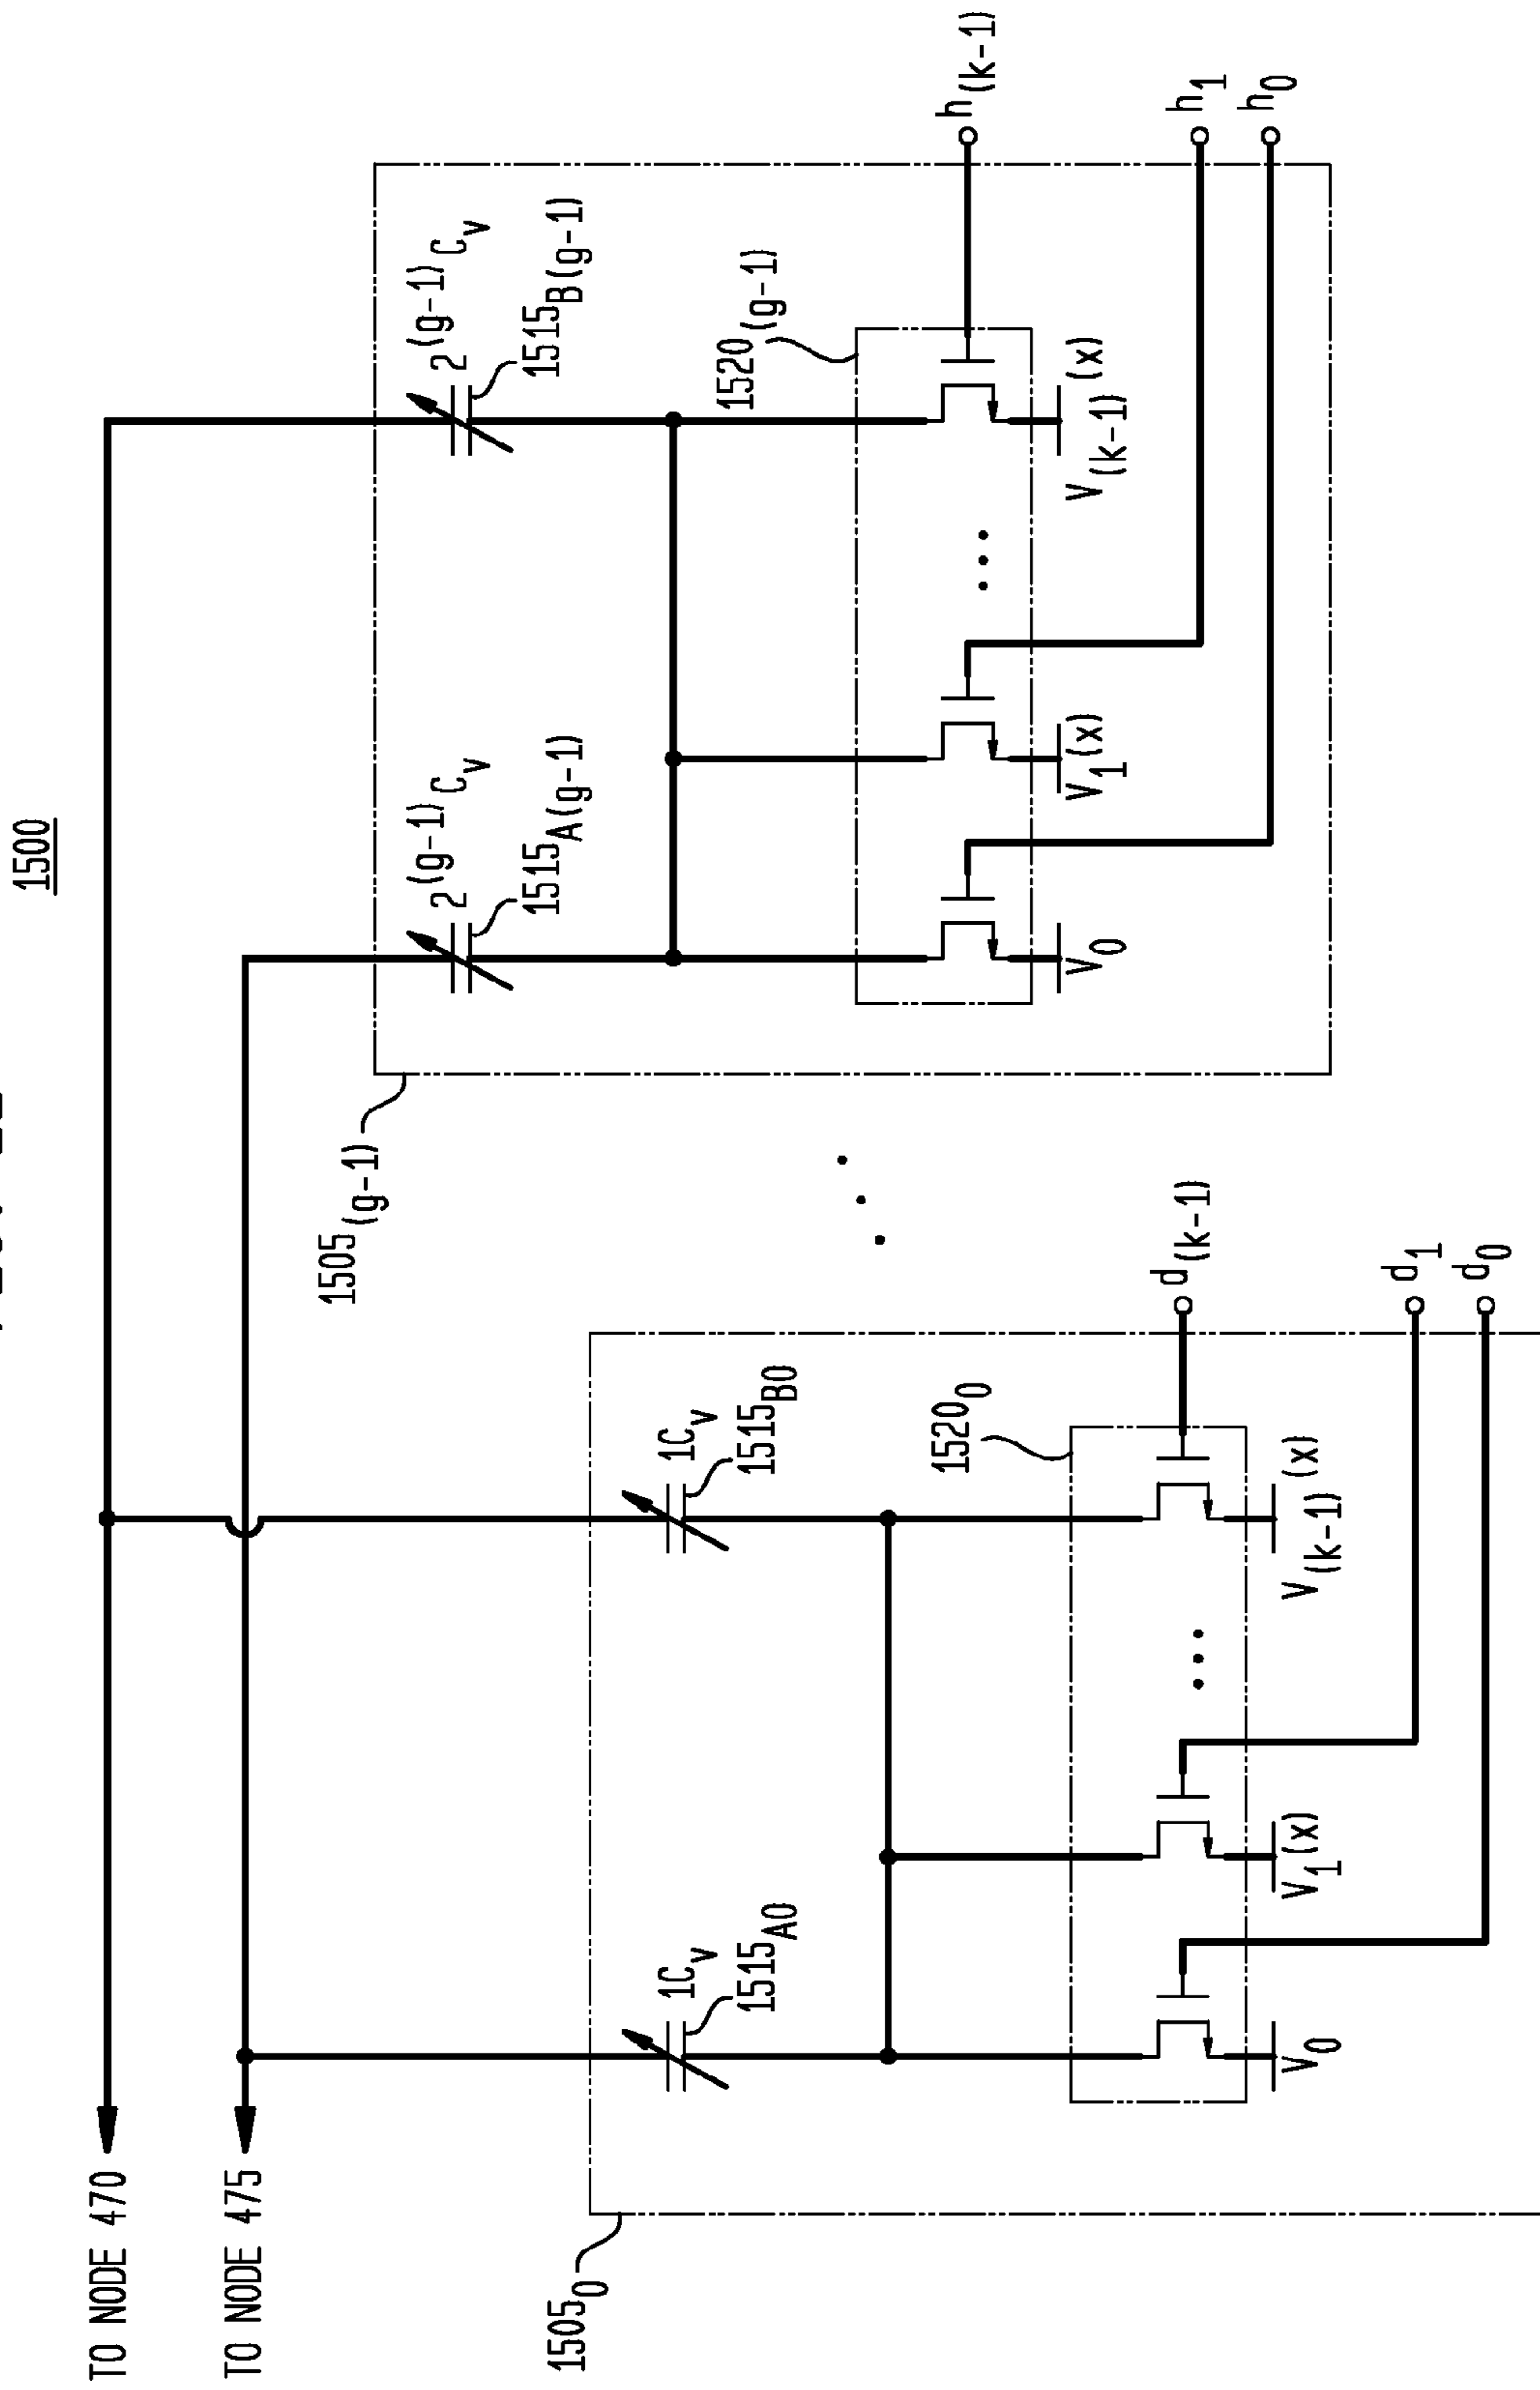 1500
TO NODE 470
TO NODE 475
1505(g-1)
2(g-1)Cv
1515A(g-1)
2(g-1)Cv
1515B(g-1)
1520(g-1)
V0
V1(x)
V(k-1)(x)
h(k-1)
h1
h0
15050
1Cv
1515A0
1Cv
1515B0
15200
V0
V1(x)
V(k-1)(x)
d(k-1)
d1
d0